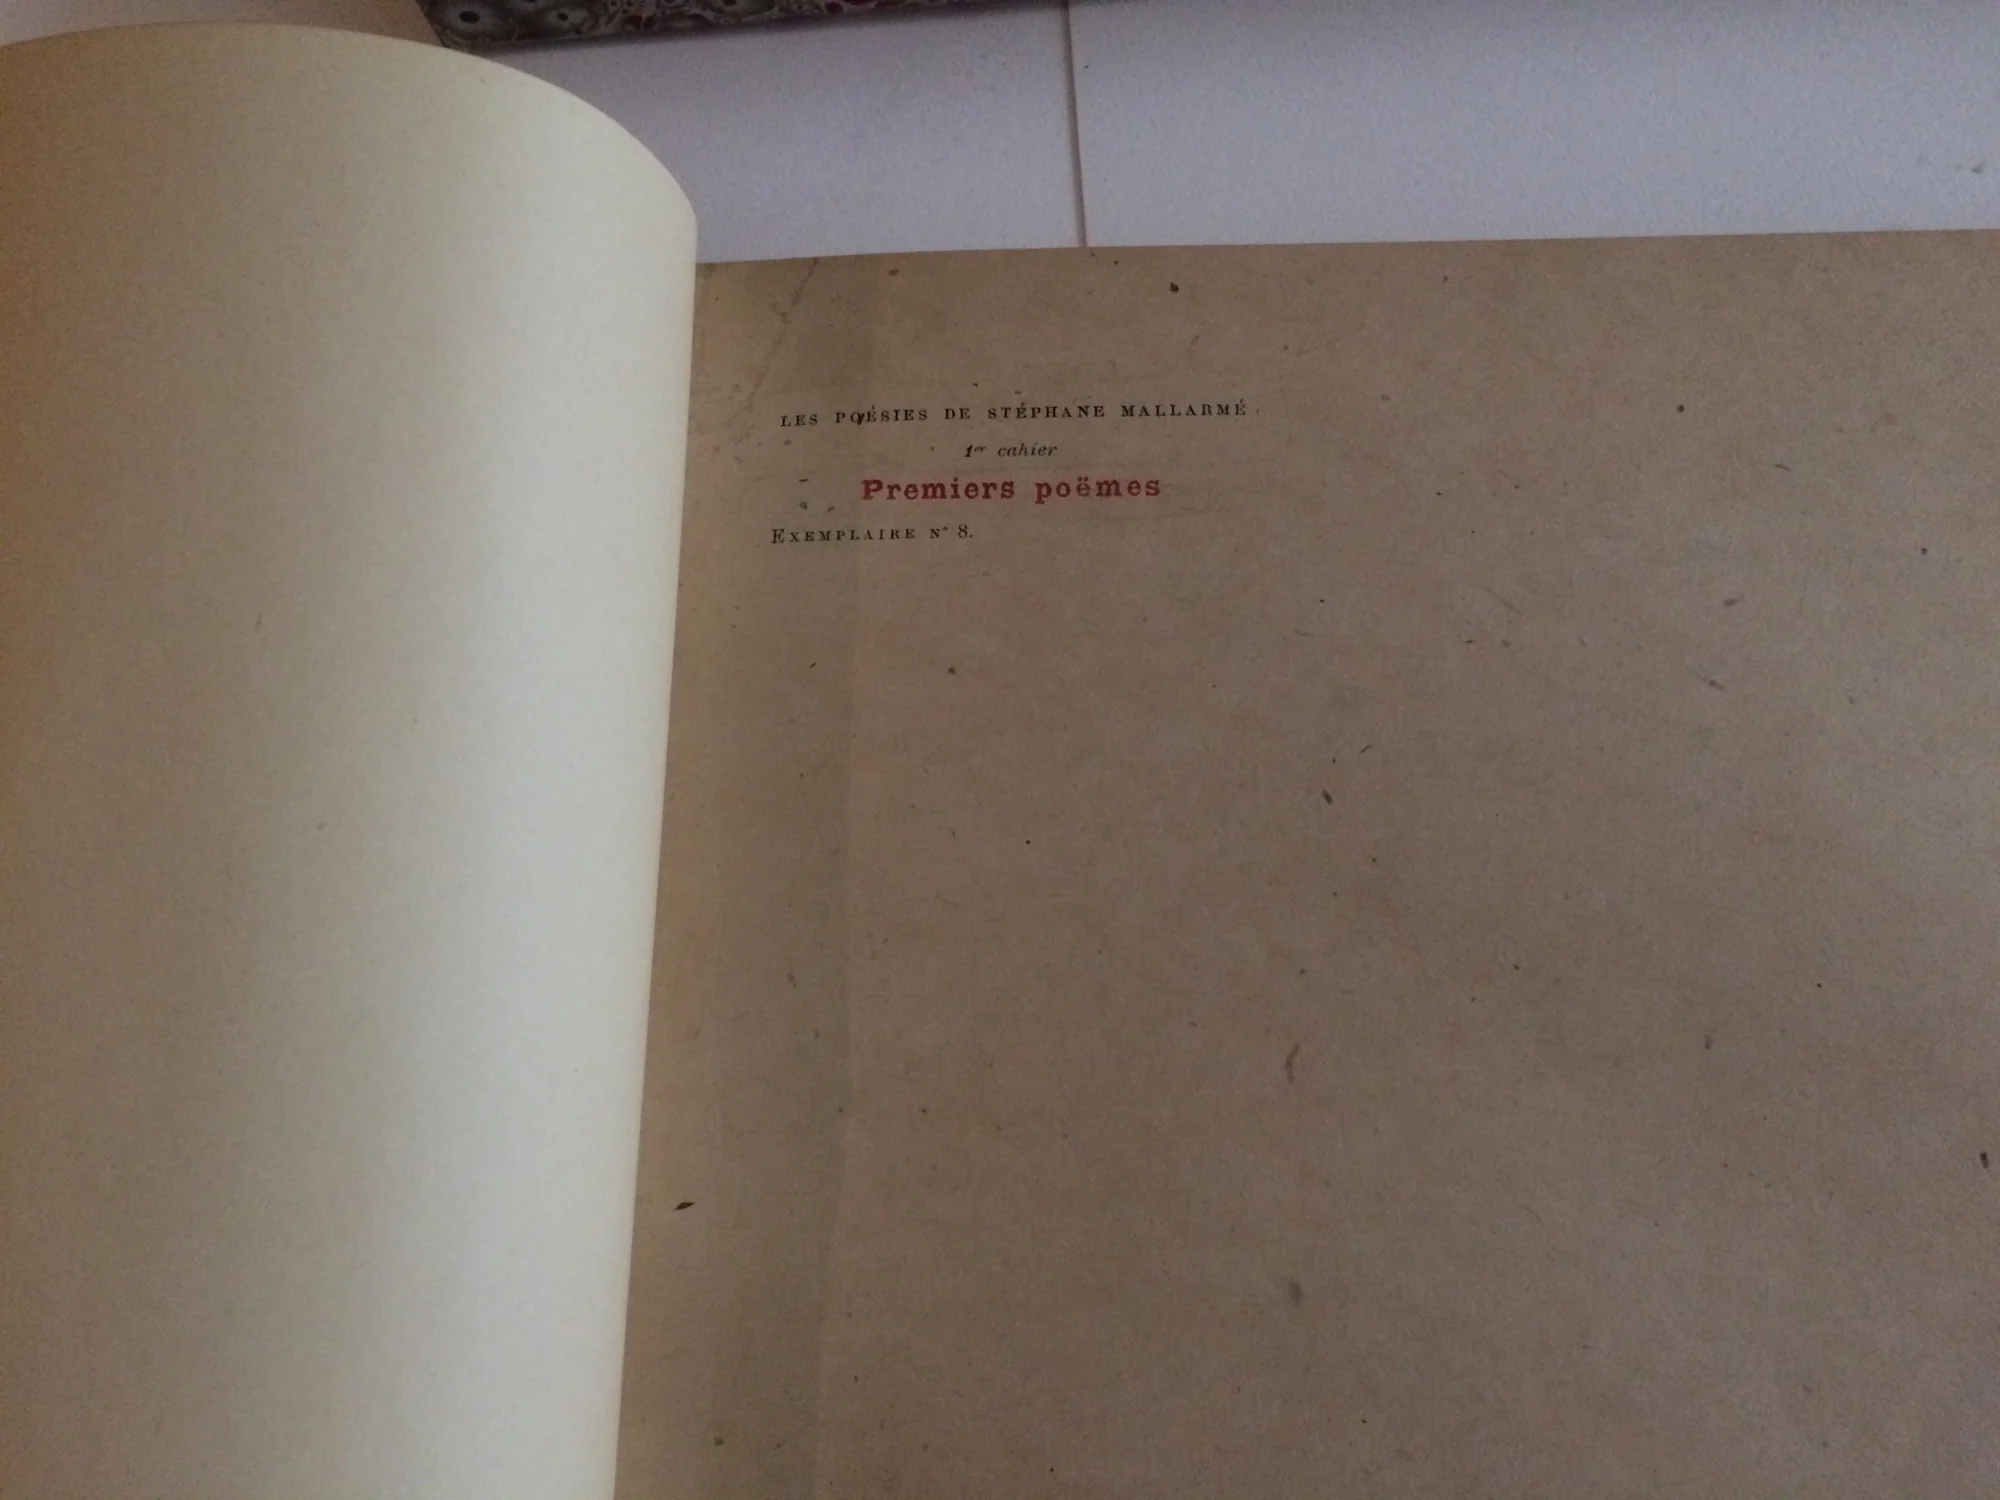 LES POÉSIES DE STÉPHANE MALLARMÉ
1er cahier
Premiers poëmes
EXEMPLAIRE N° 8.